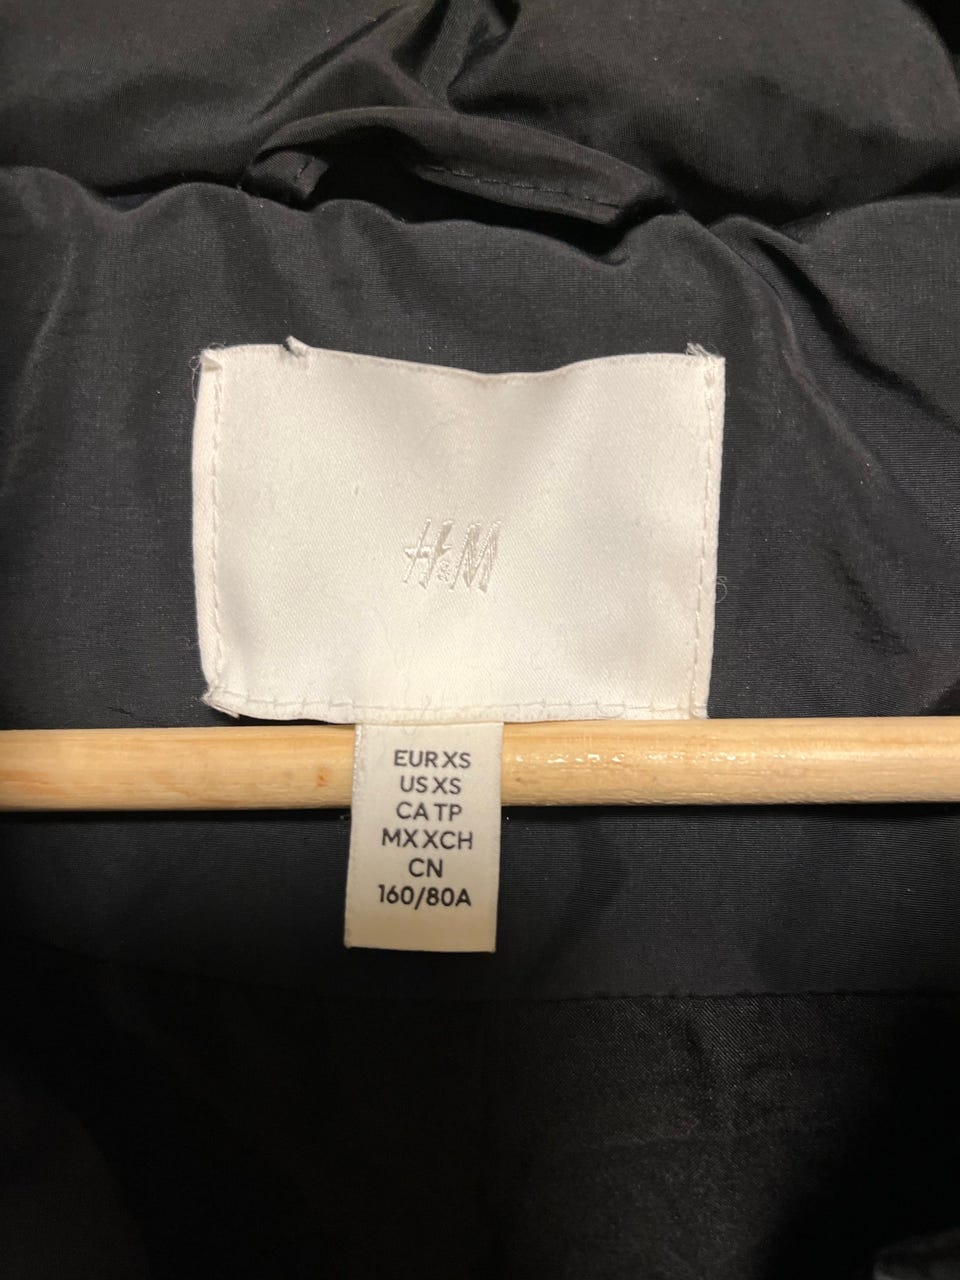 H&M
EUR XS
US XS
CA TP
MX XCH
CN
160/80A